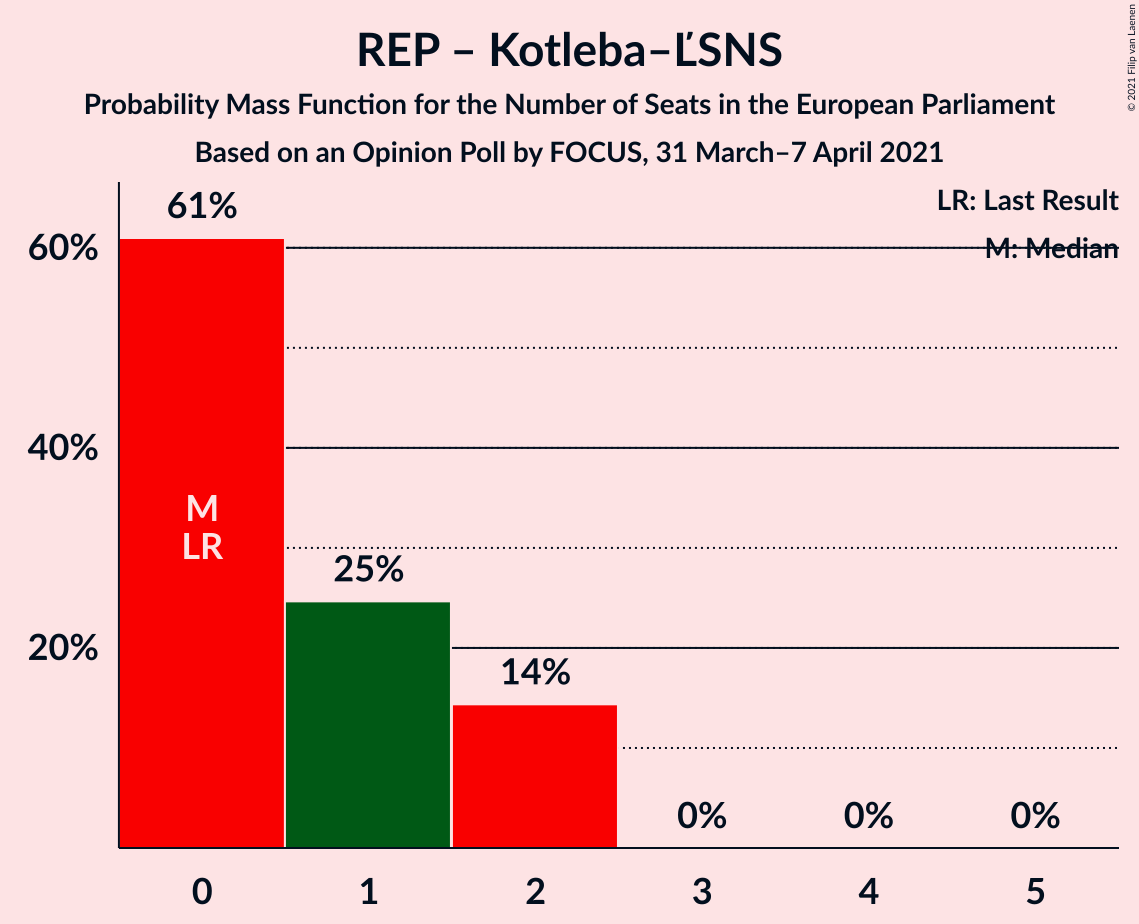 REP – Kotleba–ĽSNS
Probability Mass Function for the Number of Seats in the European Parliament
Based on an Opinion Poll by FOCUS, 31 March–7 April 2021
© 2021 Filip van Laenen
LR: Last Result
M: Median
60%
40%
20%
61%
M
LR
25%
14%
0%
0%
0%
0
1
2
3
4
5